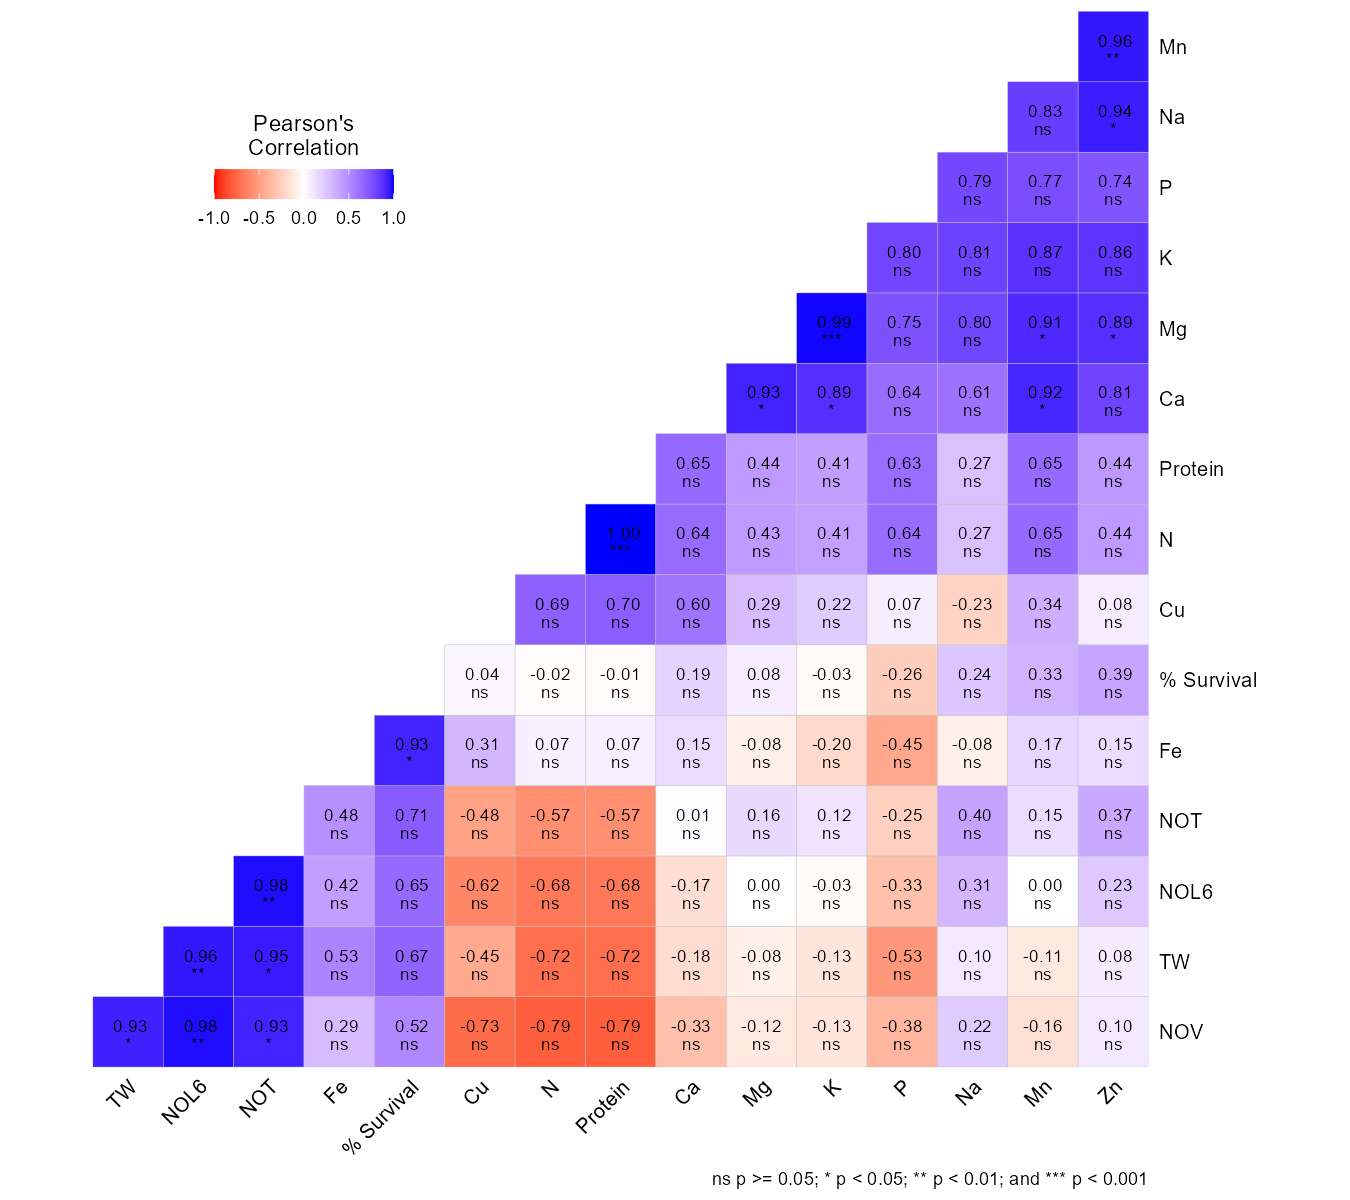 Pearson's
Correlation
-1.0 -0.5 0.0 0.5 1.0
0.96 Mn
**
0.83 0.94 Na
ns *
0.79 0.77 0.74 P
ns ns ns
0.80 0.81 0.87 0.86 K
ns ns ns ns
0.99 0.75 0.80 0.91 0.89 Mg
*** ns ns * *
0.93 0.89 0.64 0.61 0.92 0.81 Ca
* * ns ns * ns
0.65 0.44 0.41 0.63 0.27 0.65 0.44 Protein
ns ns ns ns ns ns ns
1.00 0.64 0.43 0.41 0.64 0.27 0.65 0.44 N
*** ns ns ns ns ns ns ns
0.69 0.70 0.60 0.29 0.22 0.07 -0.23 0.34 0.08 Cu
ns ns ns ns ns ns ns ns ns
0.04 -0.02 -0.01 0.19 0.08 -0.03 -0.26 0.24 0.33 0.39 % Survival
ns ns ns ns ns ns ns ns ns ns
0.93 0.31 0.07 0.07 0.15 -0.08 -0.20 -0.45 -0.08 0.17 0.15 Fe
* ns ns ns ns ns ns ns ns ns ns
0.48 0.71 -0.48 -0.57 -0.57 0.01 0.16 0.12 -0.25 0.40 0.15 0.37 NOT
ns ns ns ns ns ns ns ns ns ns ns ns
0.98 0.42 0.65 -0.62 -0.68 -0.68 -0.17 0.00 -0.03 -0.33 0.31 0.00 0.23 NOL6
** ns ns ns ns ns ns ns ns ns ns ns ns
0.96 0.95 0.53 0.67 -0.45 -0.72 -0.72 -0.18 -0.08 -0.13 -0.53 0.10 -0.11 0.08 TW
** * ns ns ns ns ns ns ns ns ns ns ns ns
0.93 0.98 0.93 0.29 0.52 -0.73 -0.79 -0.79 -0.33 -0.12 -0.13 -0.38 0.22 -0.16 0.10 NOV
* ** * ns ns ns ns ns ns ns ns ns ns ns ns
TW NOL6 NOT Fe % Survival Cu N Protein Ca Mg K P Na Mn Zn
ns p >= 0.05; * p < 0.05; ** p < 0.01; and *** p < 0.001